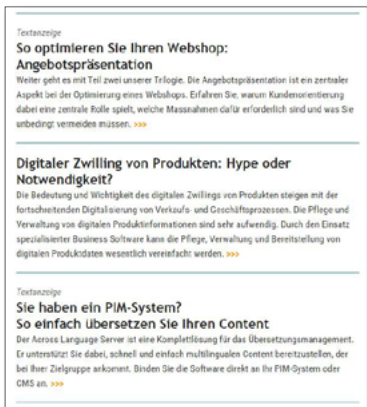 Textanzeige
So optimieren Sie Ihren Webshop:
Angebotspräsentation
Weiter geht es mit Teil zwei unserer Trilogie. Die Angebotspräsentation ist ein zentraler
Aspekt bei der Optimierung eines Webshops. Erfahren Sie, warum Kundenorientierung
dabei eine zentrale Rolle spielt, welche Massnahmen dafür erforderlich sind und was Sie
unbedingt vermeiden müssen. >>>
Digitaler Zwilling von Produkten: Hype oder
Notwendigkeit?
Die Bedeutung und Wichtigkeit des digitalen Zwillings von Produkten steigen mit der
fortschreitenden Digitalisierung von Verkaufs- und Geschäftsprozessen. Die Pflege und
Verwaltung von digitalen Produktinformationen sind sehr aufwendig. Durch den Einsatz
spezialisierter Business Software kann die Pflege, Verwaltung und Bereitstellung von
digitalen Produktdaten wesentlich vereinfacht werden. >>>
Textanzeige
Sie haben ein PIM-System?
So einfach übersetzen Sie Ihren Content
Der Across Language Server ist eine Komplettlösung für das Übersetzungsmanagement.
Er unterstützt Sie dabei, schnell und einfach multilingualen Content bereitzustellen, der
bei Ihrer Zielgruppe ankommt. Binden Sie die Software direkt an Ihr PIM-System oder
CMS an. >>>